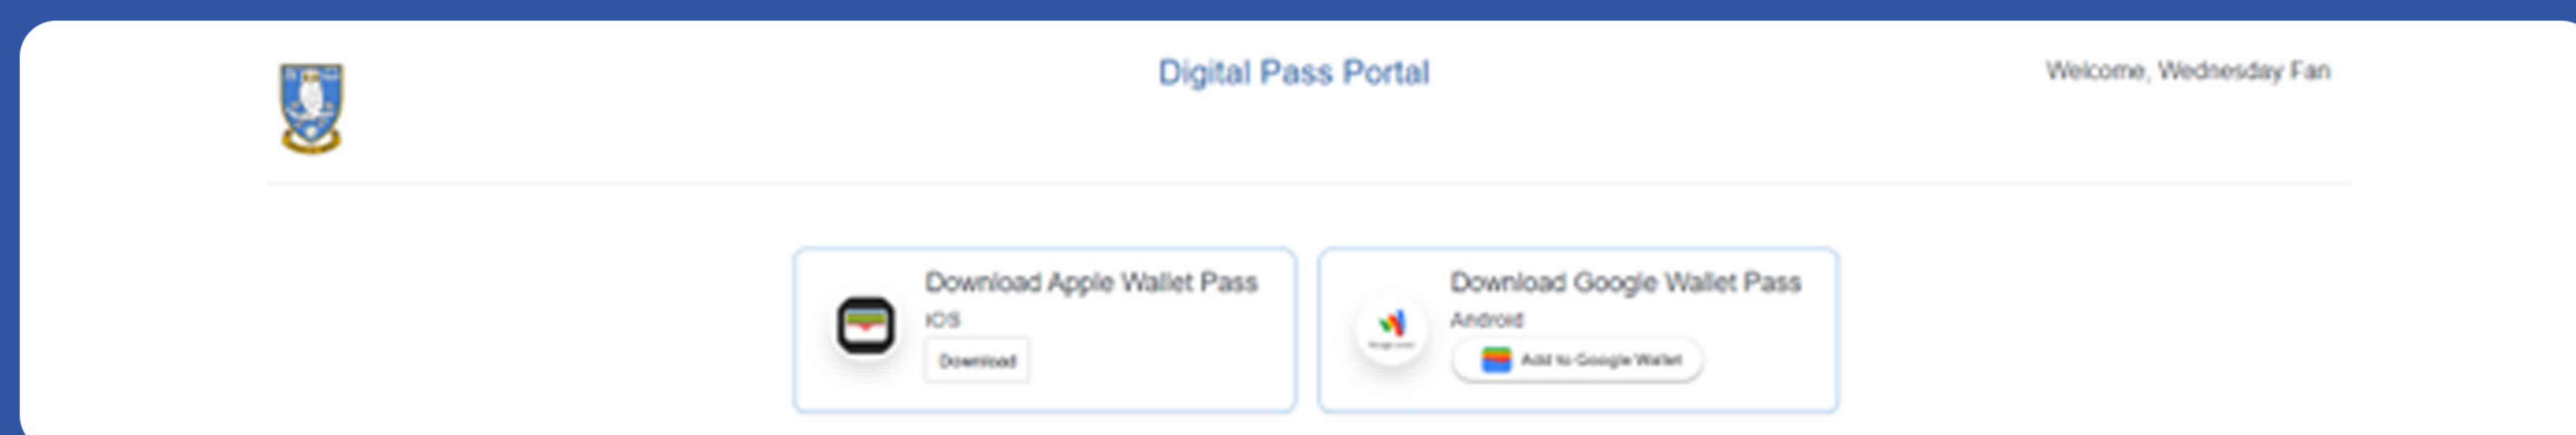 Digital Pass Portal
Welcome, Wednesday Fan
Download Apple Wallet Pass
IOS
Download
Download Google Wallet Pass
Android
Add to Google Wallet